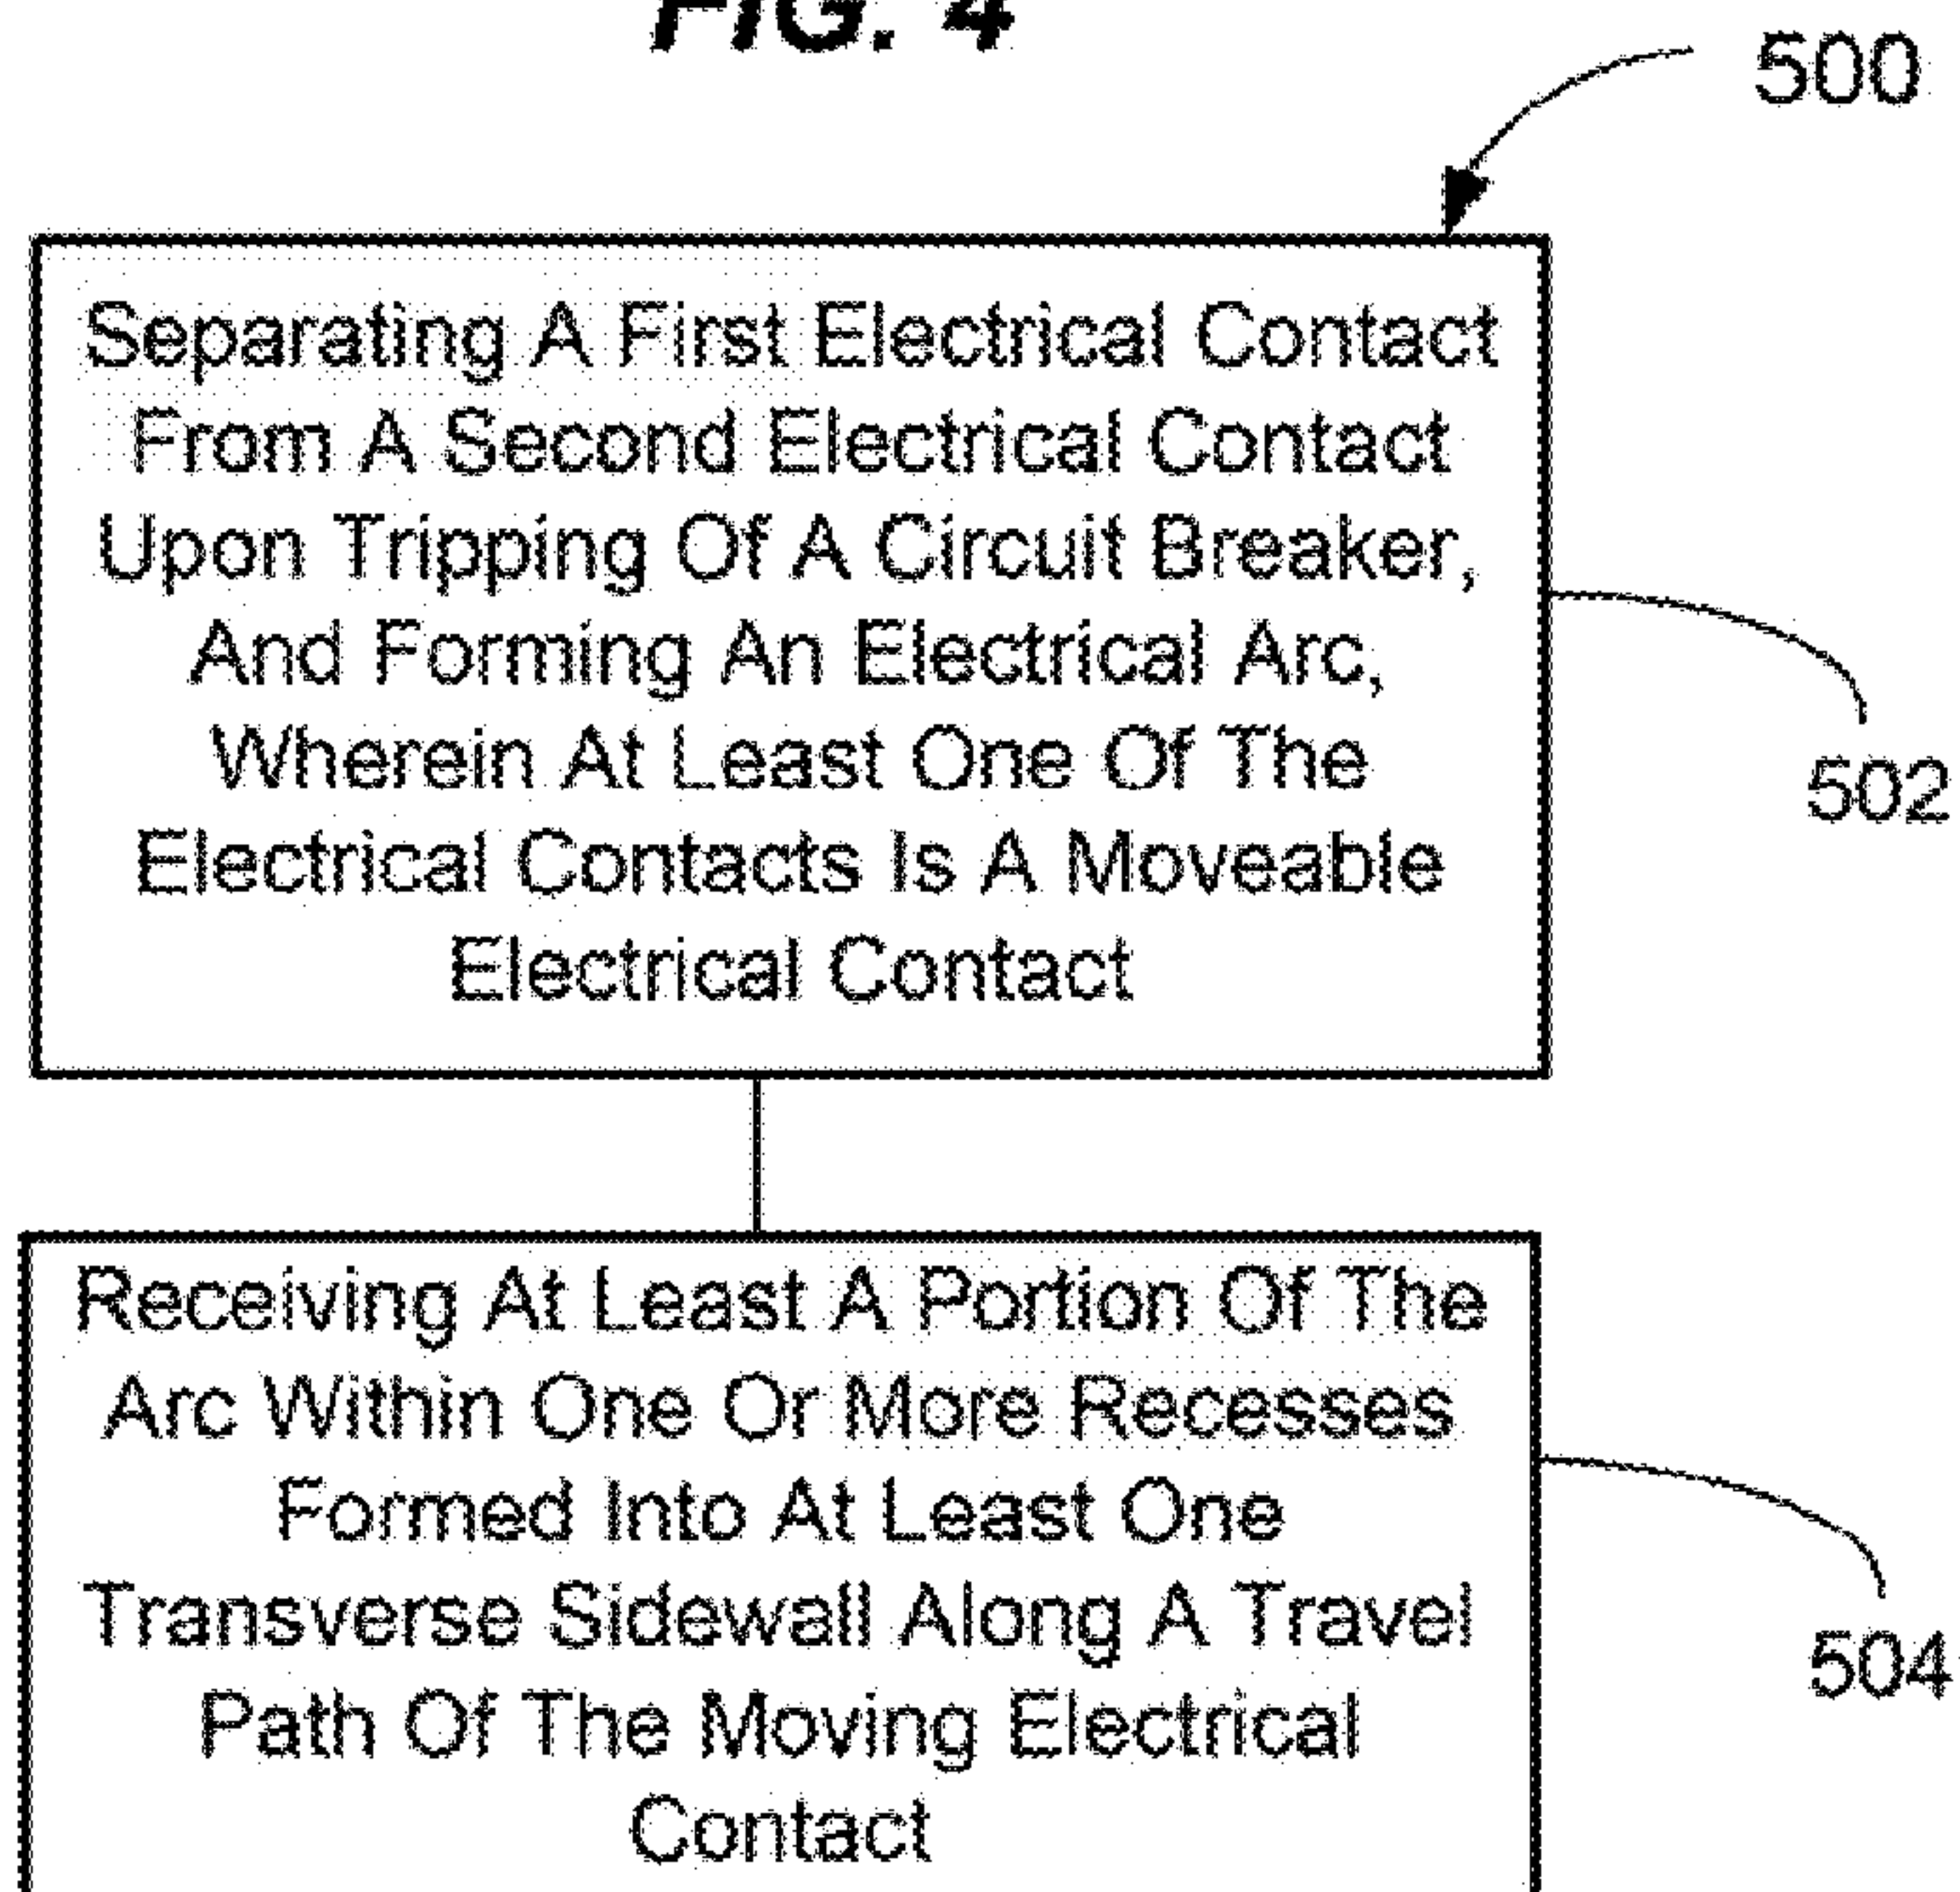 FIG. 4
500
Separating A First Electrical Contact
From A Second Electrical Contact
Upon Tripping Of A Circuit Breaker,
And Forming An Electrical Arc,
Wherein At Least One Of The
Electrical Contacts Is A Moveable
Electrical Contact
502
Receiving At Least A Portion Of The
Arc Within One Or More Recesses
Formed Into At Least One
Transverse Sidewall Along A Travel
Path Of The Moving Electrical
Contact
504